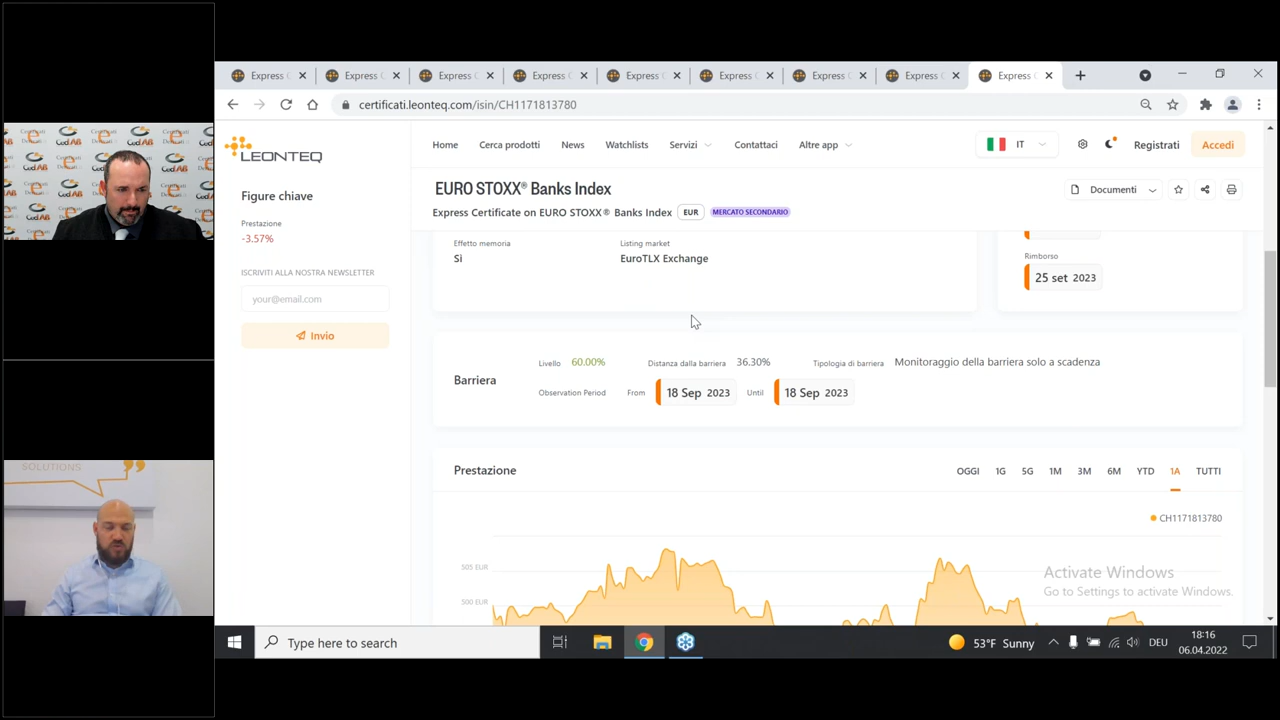 Express C
Express C
Express C
Express C
Express C
Express C
Express C
Express C
Express C
certificati.leonteq.com/isin/CH1171813780
LEONTEQ
Home
Cerca prodotti
News
Watchlists
Servizi
Contattaci
Altre app
IT
Registrati
Accedi
Figure chiave
Prestazione
-3.57%
ISCRIVITI ALLA NOSTRA NEWSLETTER
your@email.com
Invio
EURO STOXX® Banks Index
Documenti
Express Certificate on EURO STOXX® Banks Index
EUR
MERCATO SECONDARIO
Effetto memoria
Si
Listing market
EuroTLX Exchange
Rimborso
25 set 2023
Barriera
Livello 60.00%
Distanza dalla barriera 36.30%
Tipologia di barriera Monitoraggio della barriera solo a scadenza
Observation Period
From 18 Sep 2023
Until 18 Sep 2023
Prestazione
OGGI 1G 5G 1M 3M 6M YTD 1A TUTTI
CH1171813780
505 EUR
500 EUR
Activate Windows
Go to Settings to activate Windows.
SOLUTIONS
Type here to search
53°F Sunny
DEU
18:16
06.04.2022